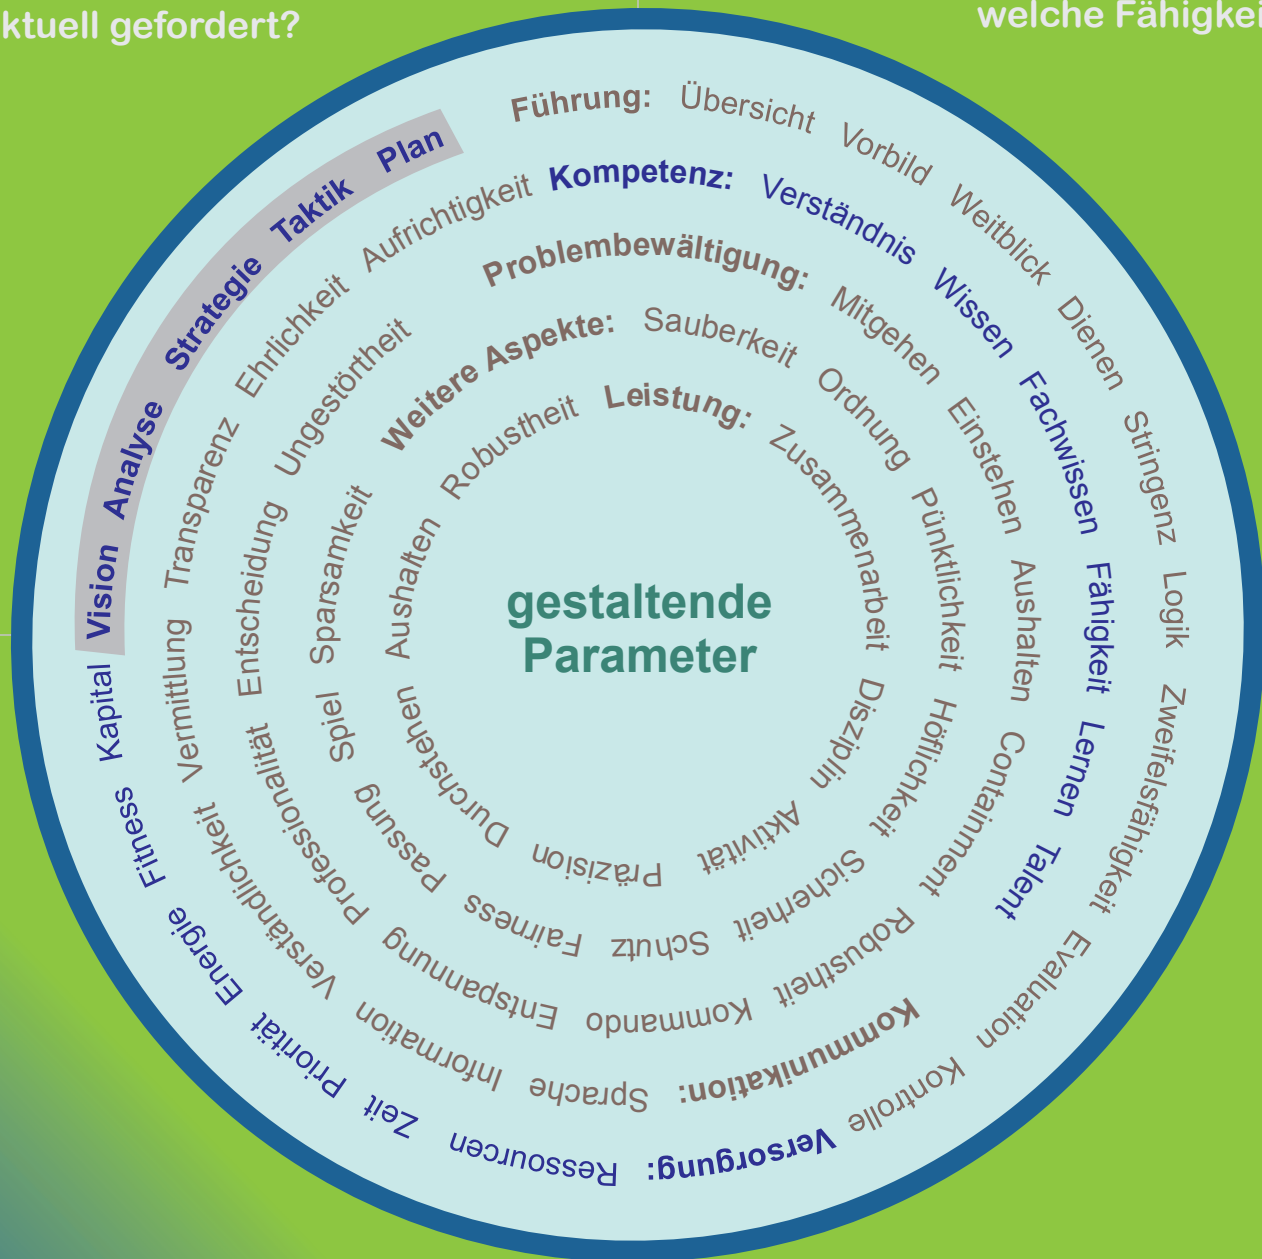 ktuell gefordert?
welche Fähigkei
Führung: Übersicht Vorbild Weitblick Dienen Stringenz Logik Zweifelsfähigkeit Evaluation Kontrolle
Versorgung: Ressourcen Zeit Priorität Energie Fitness Kapital
Vision Analyse Strategie Taktik Plan
Kompetenz: Verständnis Wissen Fachwissen Fähigkeit Lernen Talent
Kommunikation: Sprache Information Verständlichkeit Vermittlung Transparenz Ehrlichkeit Aufrichtigkeit
Problembewältigung: Mitgehen Einstehen Aushalten Containment Robustheit Kommando Entspannung Professionalität Entscheidung Ungestörtheit
Weitere Aspekte: Sauberkeit Ordnung Pünktlichkeit Höflichkeit Sicherheit Schutz Fairness Passung Spiel Sparsamkeit
Leistung: Zusammenarbeit Disziplin Aktivität Präzision Durchstehen Aushalten Robustheit
gestaltende
Parameter